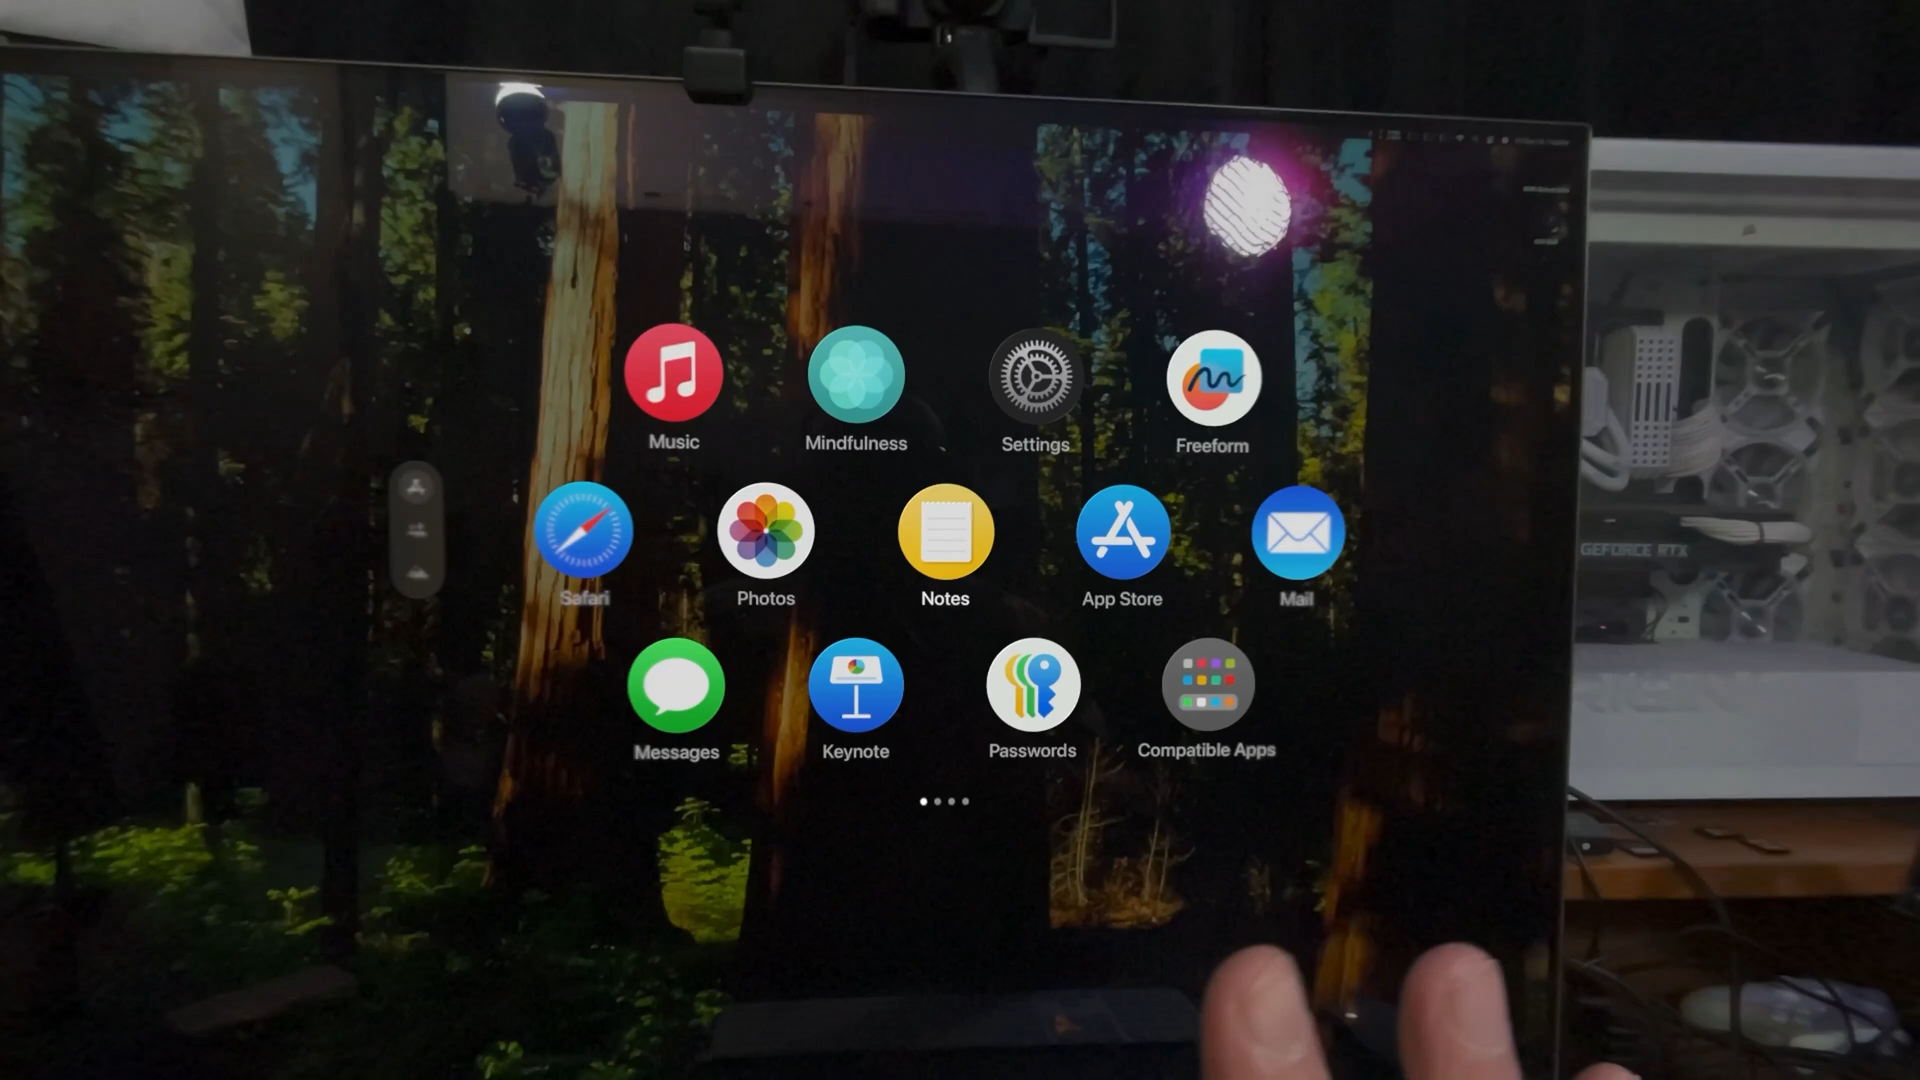 Music
Mindfulness
Settings
Freeform
Safari
Photos
Notes
App Store
Mail
GEFORCE RTX
Messages
Keynote
Passwords
Compatible Apps